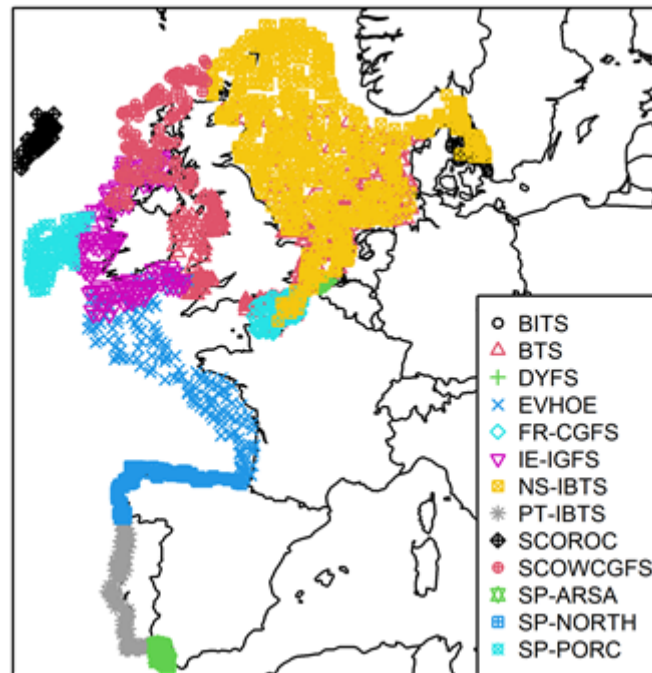 BITS
BTS
DYFS
EVHOE
FR-CGFS
IE-IGFS
NS-IBTS
PT-IBTS
SCOROC
SCOWCGFS
SP-ARSA
SP-NORTH
SP-PORC